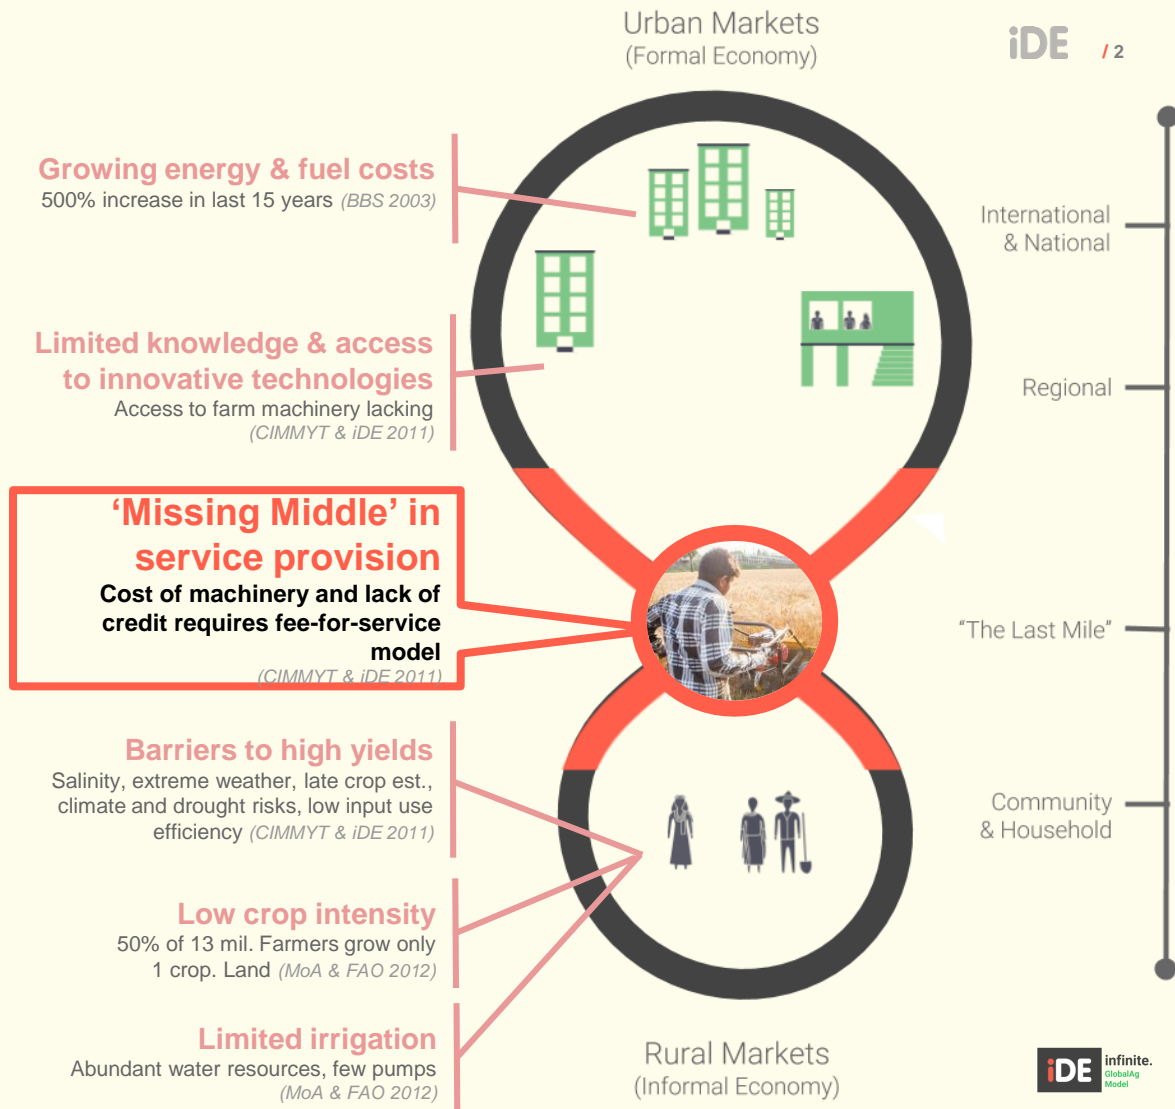 Urban Markets
(Formal Economy)
iDE / 2
Growing energy & fuel costs
500% increase in last 15 years (BBS 2003)
Limited knowledge & access
to innovative technologies
Access to farm machinery lacking
(CIMMYT & iDE 2011)
‘Missing Middle’ in
service provision
Cost of machinery and lack of
credit requires fee-for-service
model
(CIMMYT & iDE 2011)
Barriers to high yields
Salinity, extreme weather, late crop est.,
climate and drought risks, low input use
efficiency (CIMMYT & iDE 2011)
Low crop intensity
50% of 13 mil. Farmers grow only
1 crop. Land (MoA & FAO 2012)
Limited irrigation
Abundant water resources, few pumps
(MoA & FAO 2012)
International
& National
Regional
"The Last Mile"
Community
& Household
Rural Markets
(Informal Economy)
iDE infinite.
GlobalAg
Model